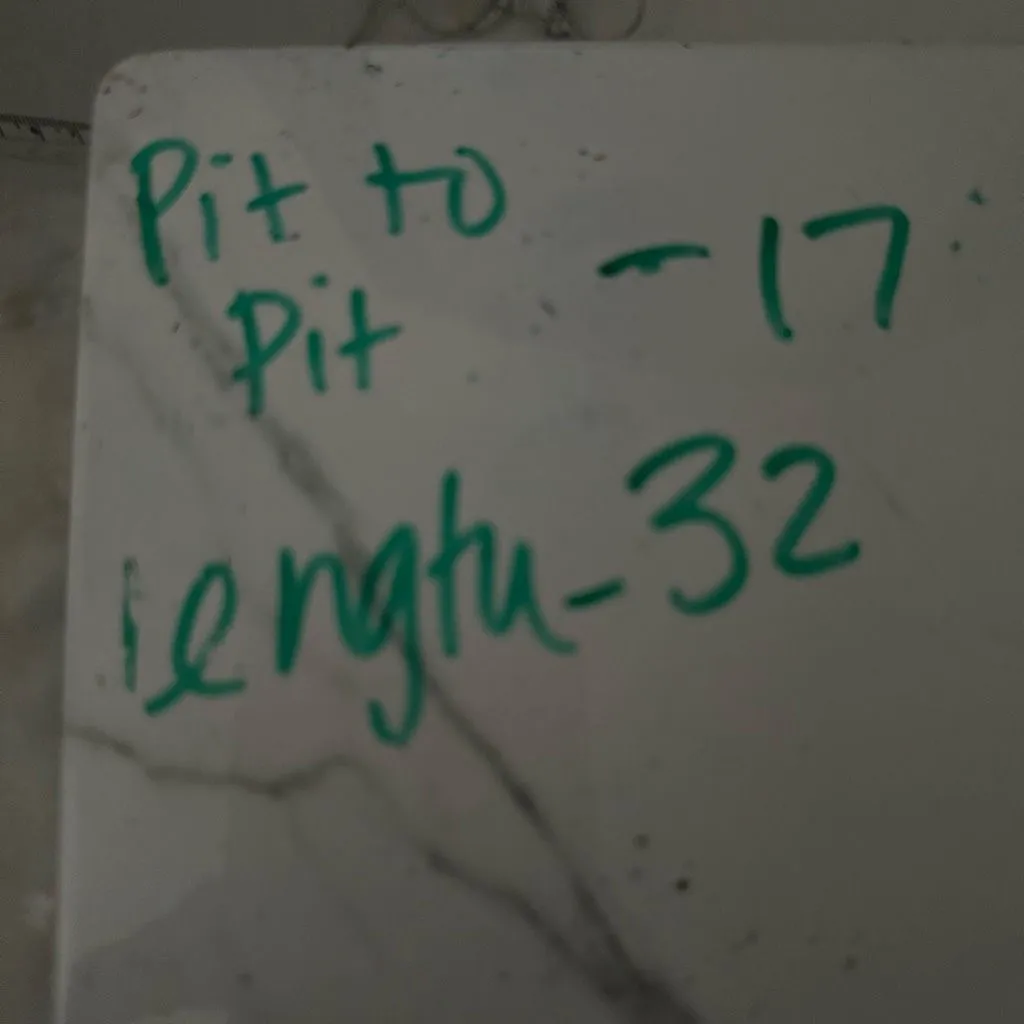 Pit to - 17
Pit
length - 32